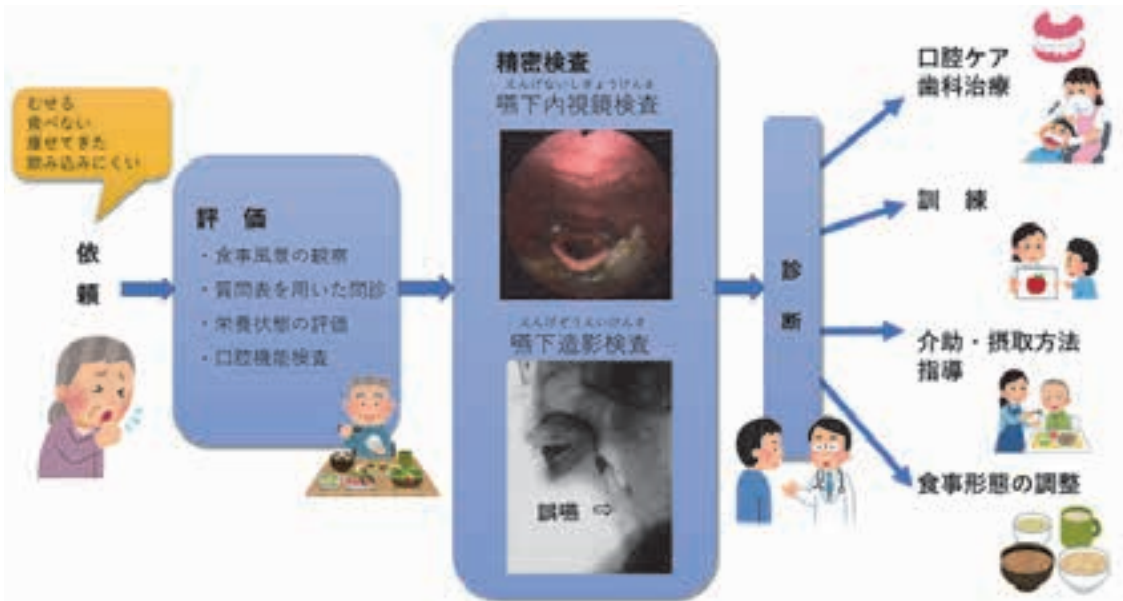 むせる
食べない
痩せてきた
飲み込みにくい
依頼
評 価
・食事風景の観察
・質問表を用いた問診
・栄養状態の評価
・口腔機能検査
精密検査
えんげないしきょうけんさ
嚥下内視鏡検査
えんげぞうえいけんさ
嚥下造影検査
誤嚥 ⇨
診断
口腔ケア
歯科治療
訓 練
介助・摂取方法
指導
食事形態の調整